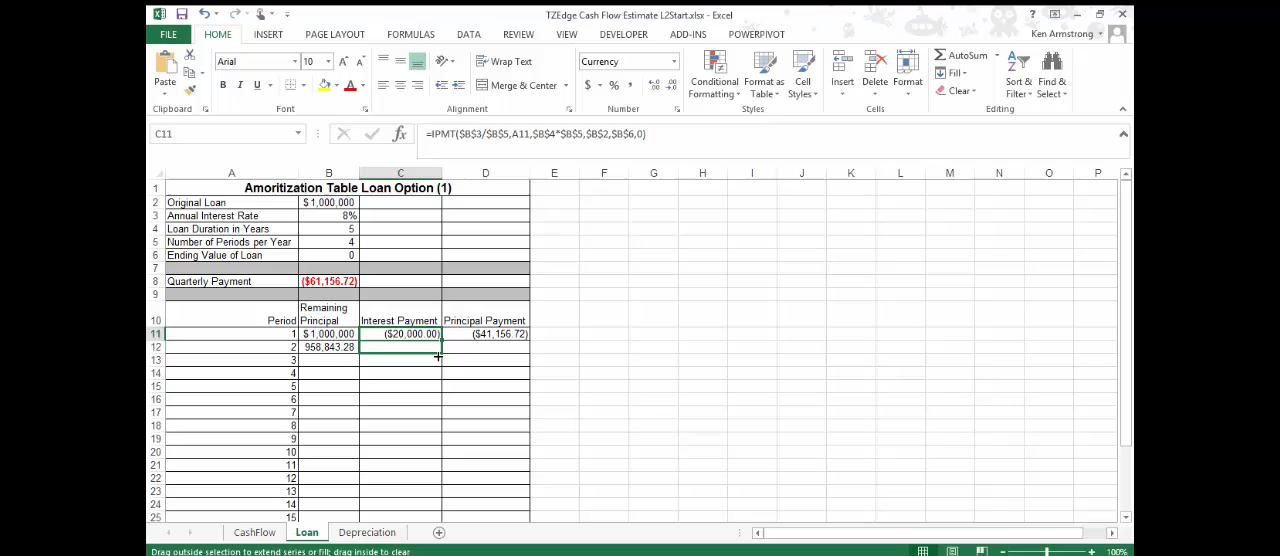 TZEdge Cash Flow Estimate L2Start.xlsx - Excel
FILE HOME INSERT PAGE LAYOUT FORMULAS DATA REVIEW VIEW DEVELOPER ADD-INS POWERPIVOT Ken Armstrong
Paste Arial 10 Wrap Text Currency Conditional Formatting Format as Table Cell Styles Insert Delete Format AutoSum Sort & Filter Find & Select
Fill
B I U Merge & Center $ % Clear
Clipboard Font Alignment Number Styles Cells Editing
C11 fx =IPMT($B$3/$B$5,A11,$B$4*$B$5,$B$2,$B$6,0)
A B C D E F G H I J K L M N O P
1 Amoritization Table Loan Option (1)
2 Original Loan $ 1,000,000
3 Annual Interest Rate 8%
4 Loan Duration in Years 5
5 Number of Periods per Year 4
6 Ending Value of Loan 0
7
8 Quarterly Payment ($61,156.72)
9
10 Period Remaining Principal Interest Payment Principal Payment
11 1 $ 1,000,000 ($20,000.00) ($41,156.72)
12 2 958,843.28
13 3
14 4
15 5
16 6
17 7
18 8
19 9
20 10
21 11
22 12
23 13
24 14
25 15
CashFlow Loan Depreciation
Drag outside selection to extend series or fill; drag inside to clear 100%